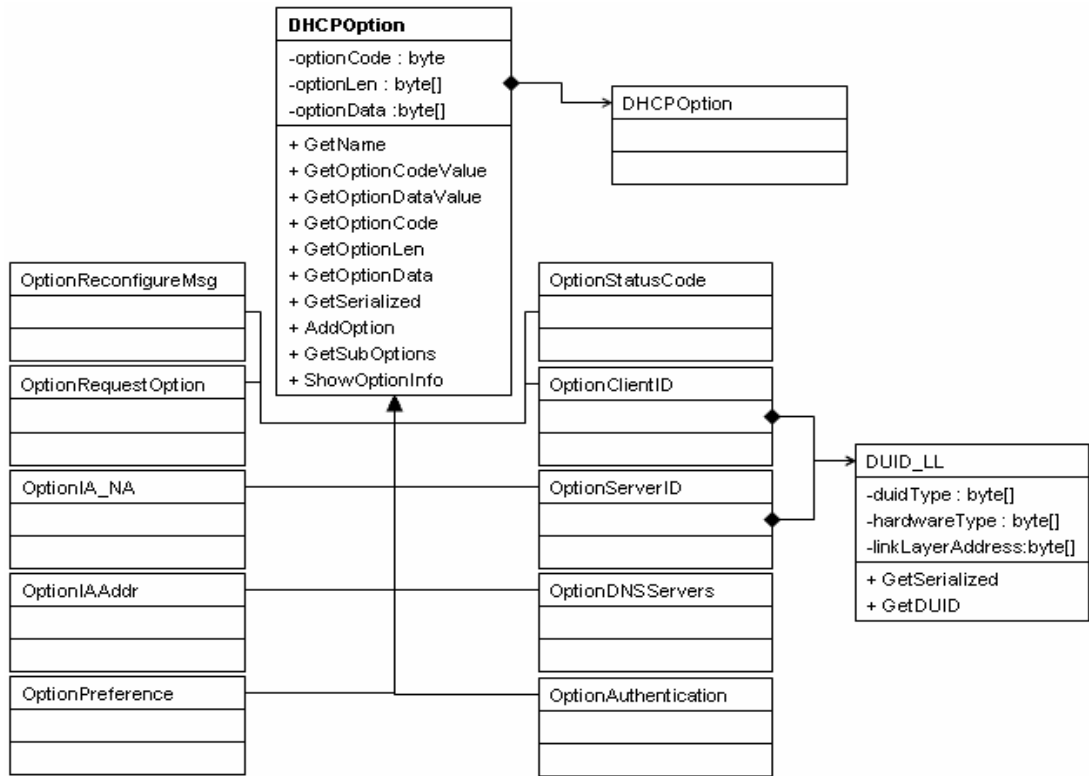 DHCPOption
-optionCode : byte
-optionLen : byte[]
-optionData :byte[]
+ GetName
+ GetOptionCodeValue
+ GetOptionDataValue
+ GetOptionCode
+ GetOptionLen
+ GetOptionData
+ GetSerialized
+ AddOption
+ GetSubOptions
+ ShowOptionInfo
DHCPOption
OptionReconfigureMsg
OptionRequestOption
OptionIA_NA
OptionIAAddr
OptionPreference
OptionStatusCode
OptionClientID
OptionServerID
OptionDNSServers
OptionAuthentication
DUID_LL
-duidType : byte[]
-hardwareType : byte[]
-linkLayerAddress:byte[]
+ GetSerialized
+ GetDUID